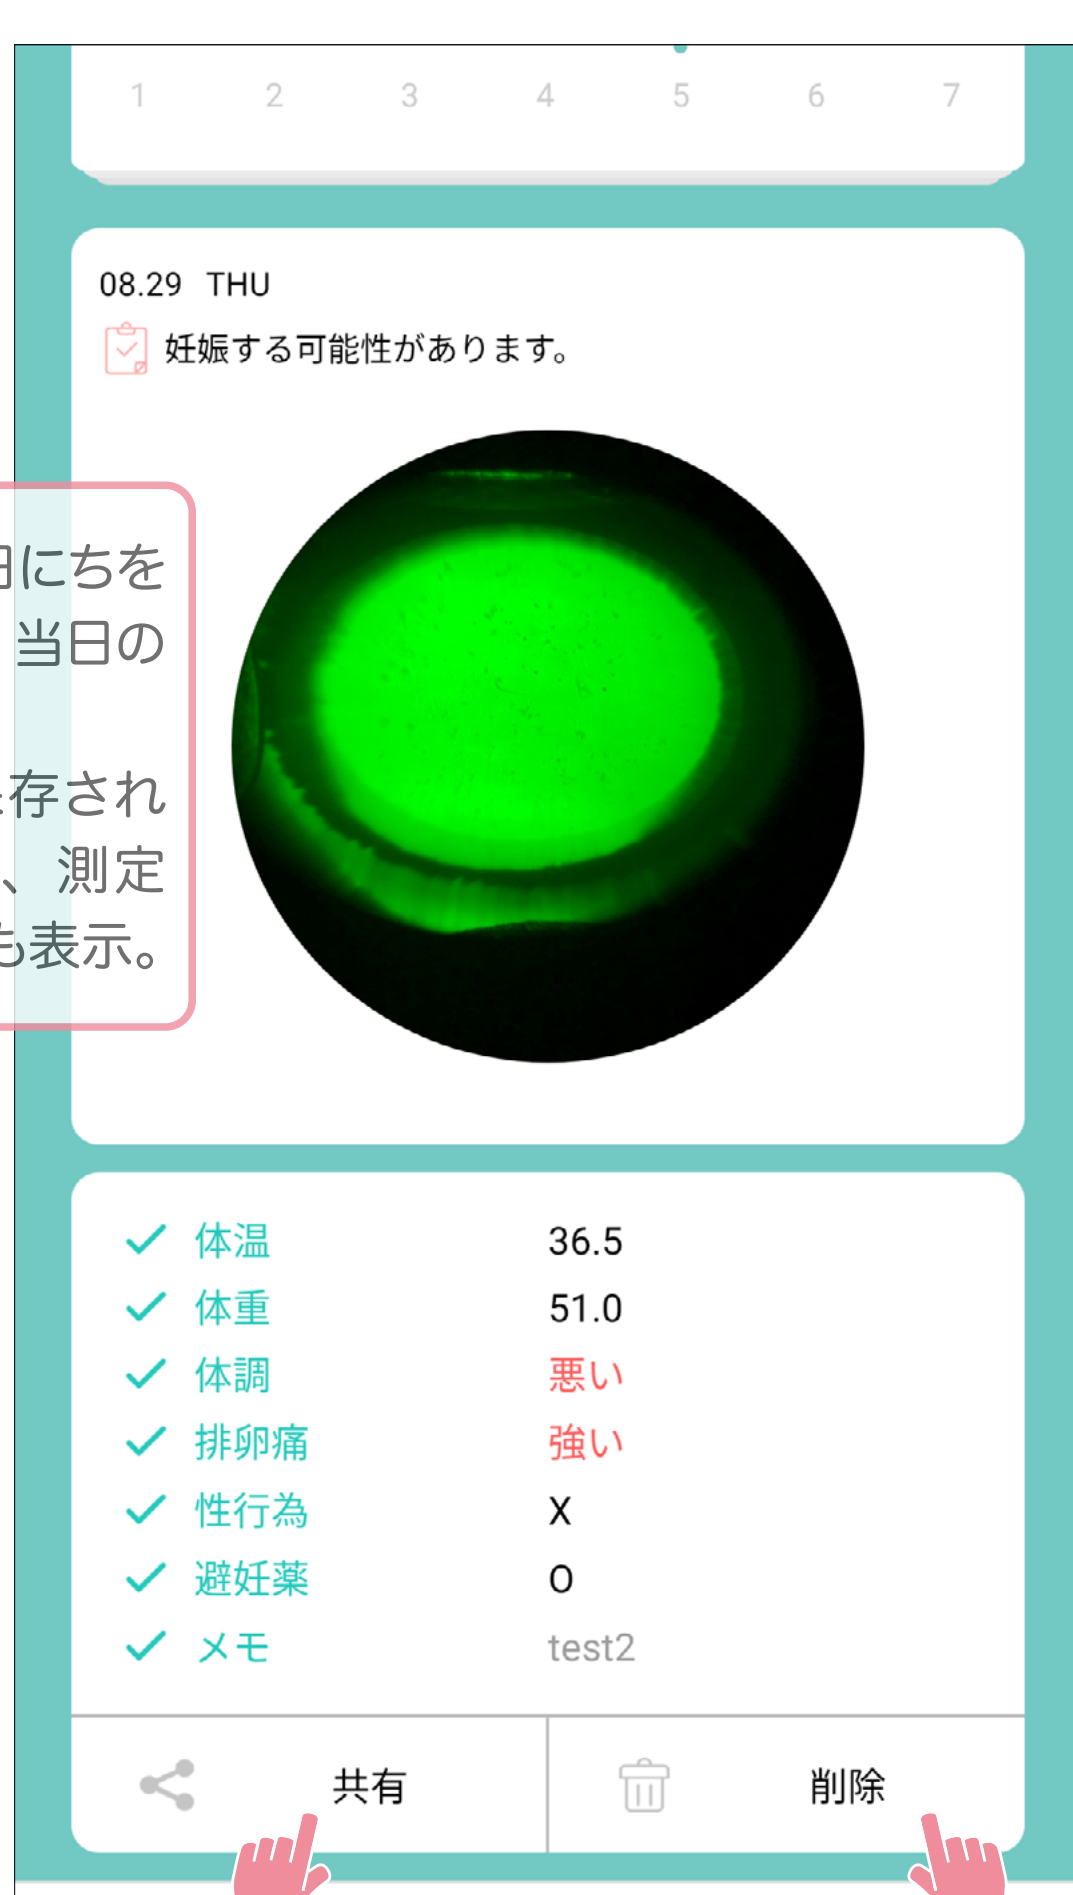 1 2 3 4 5 6 7
08.29 THU
妊娠する可能性があります。
にちを
当日の
存され
、測定
も表示。
体温 36.5
体重 51.0
体調 悪い
排卵痛 強い
性行為 X
避妊薬 O
メモ test2
共有 削除